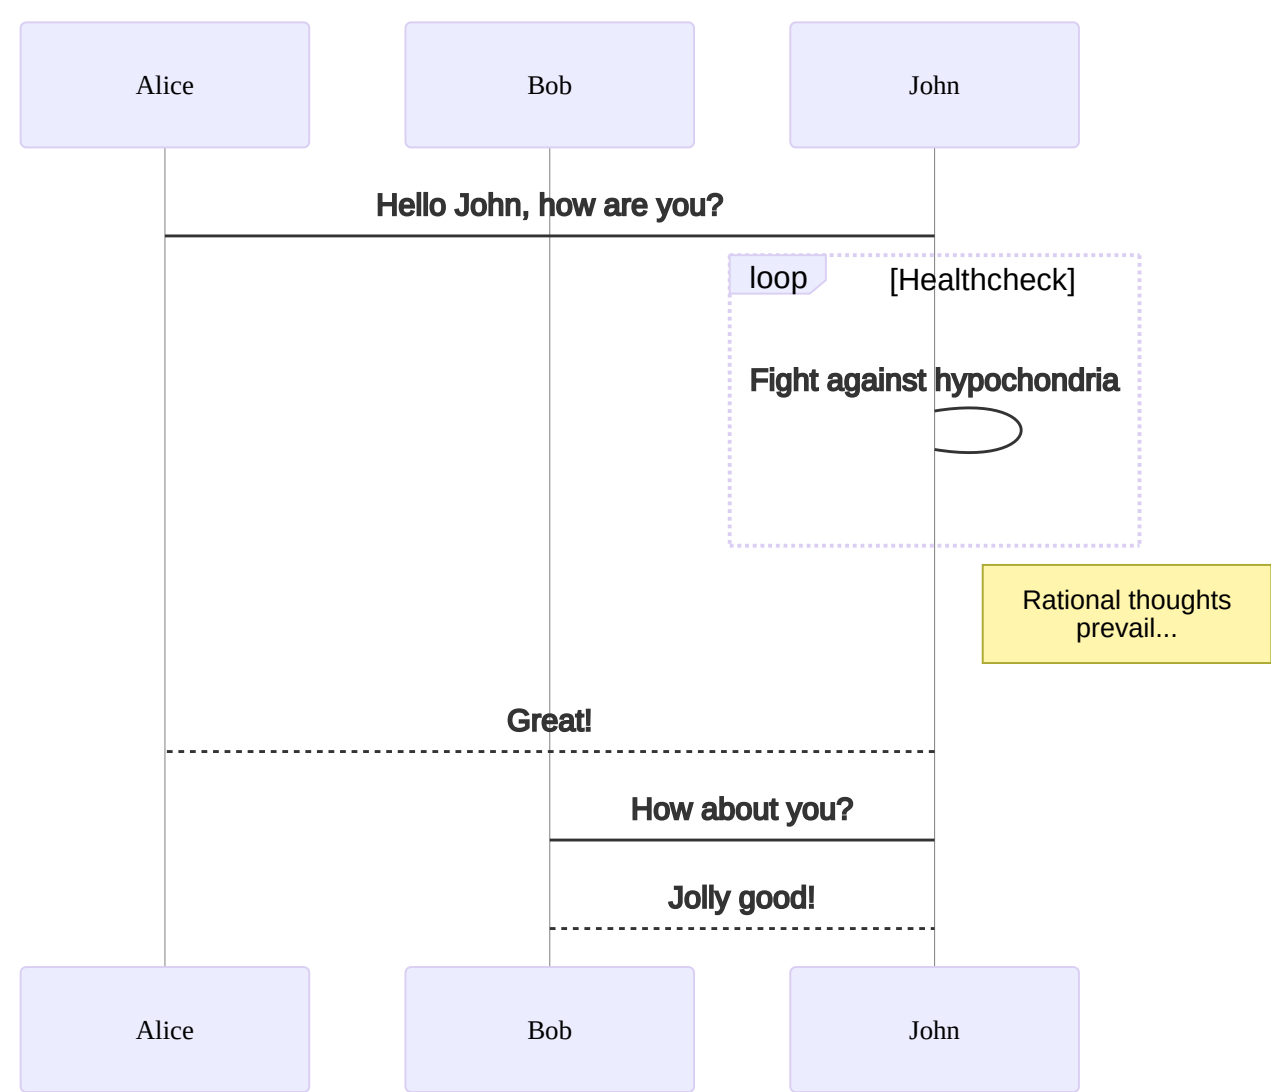 Alice
Bob
John
Hello John, how are you?
loop
[Healthcheck]
Fight against hypochondria
Rational thoughts
prevail...
Great!
How about you?
Jolly good!
Alice
Bob
John